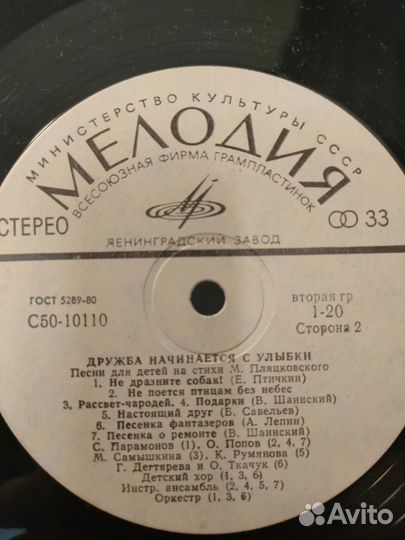 МИНИСТЕРСТВО КУЛЬТУРЫ СССР
МЕЛОДИЯ
ВСЕСОЮЗНАЯ ФИРМА ГРАМПЛАСТИНОК
СТЕРЕО
33
ЛЕНИНГРАДСКИЙ ЗАВОД
ГОСТ 5289-80
вторая гр
С50-10110
1-20
Сторона 2
ДРУЖБА НАЧИНАЕТСЯ С УЛЫБКИ
Песни для детей на стихи М. Пляцковского
1. Не дразните собак! (Е. Птичкин)
2. Не поется птицам без небес
3, Рассвет-чародей. 4. Подарки (В. Шаинский)
5. Настоящий друг (Б. Савельев)
6. Песенка фантазеров (А. Лепин)
7. Песенка о ремонте (В. Шаинский)
С. Парамонов (1), О. Попов (2, 4, 7)
М. Самышкина (3), К. Румянова (5)
Г. Дегтярева и О. Ткачук (6)
Детский хор (1, 3, 6)
Инстр. ансамбль (2, 4, 5, 7)
Оркестр (1, 3, 6)
Avito